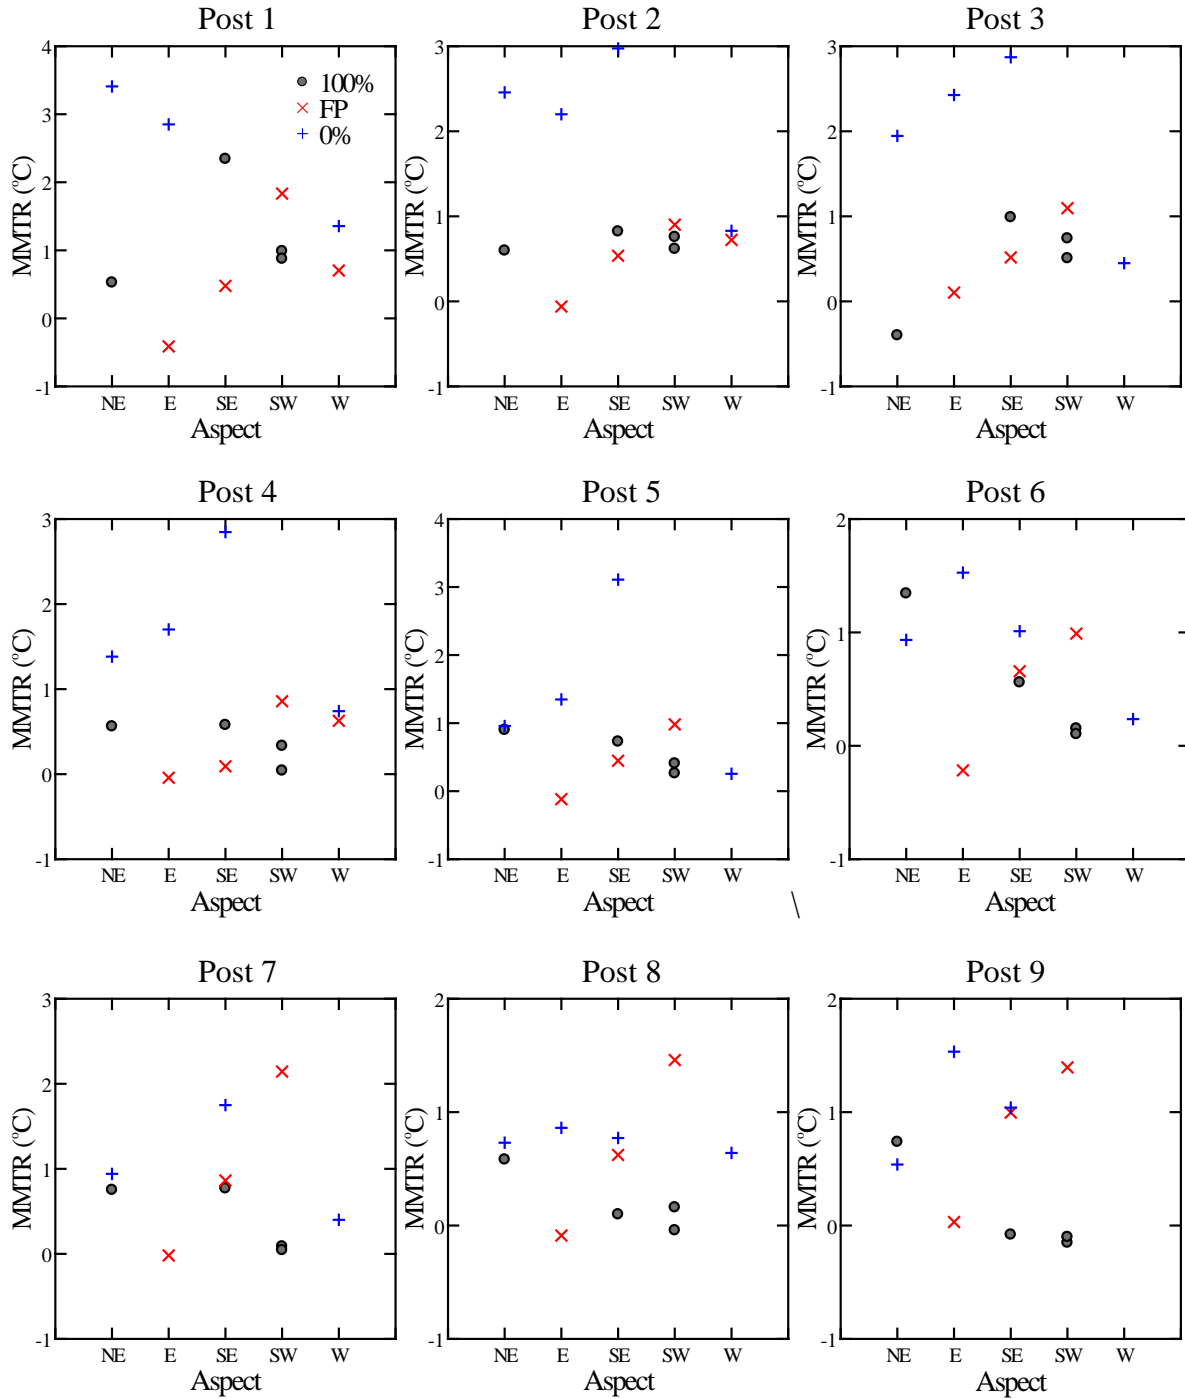 Post 1
Post 2
Post 3
4
3
2
1
0
-1
MMTR (°C)
100%
FP
0%
NE E SE SW W
Aspect
3
2
1
0
-1
MMTR (°C)
NE E SE SW W
Aspect
3
2
1
0
-1
MMTR (°C)
NE E SE SW W
Aspect
Post 4
Post 5
Post 6
3
2
1
0
-1
MMTR (°C)
NE E SE SW W
Aspect
4
3
2
1
0
-1
MMTR (°C)
NE E SE SW W
Aspect
\
2
1
0
-1
MMTR (°C)
NE E SE SW W
Aspect
Post 7
Post 8
Post 9
3
2
1
0
-1
MMTR (°C)
NE E SE SW W
Aspect
2
1
0
-1
MMTR (°C)
NE E SE SW W
Aspect
2
1
0
-1
MMTR (°C)
NE E SE SW W
Aspect